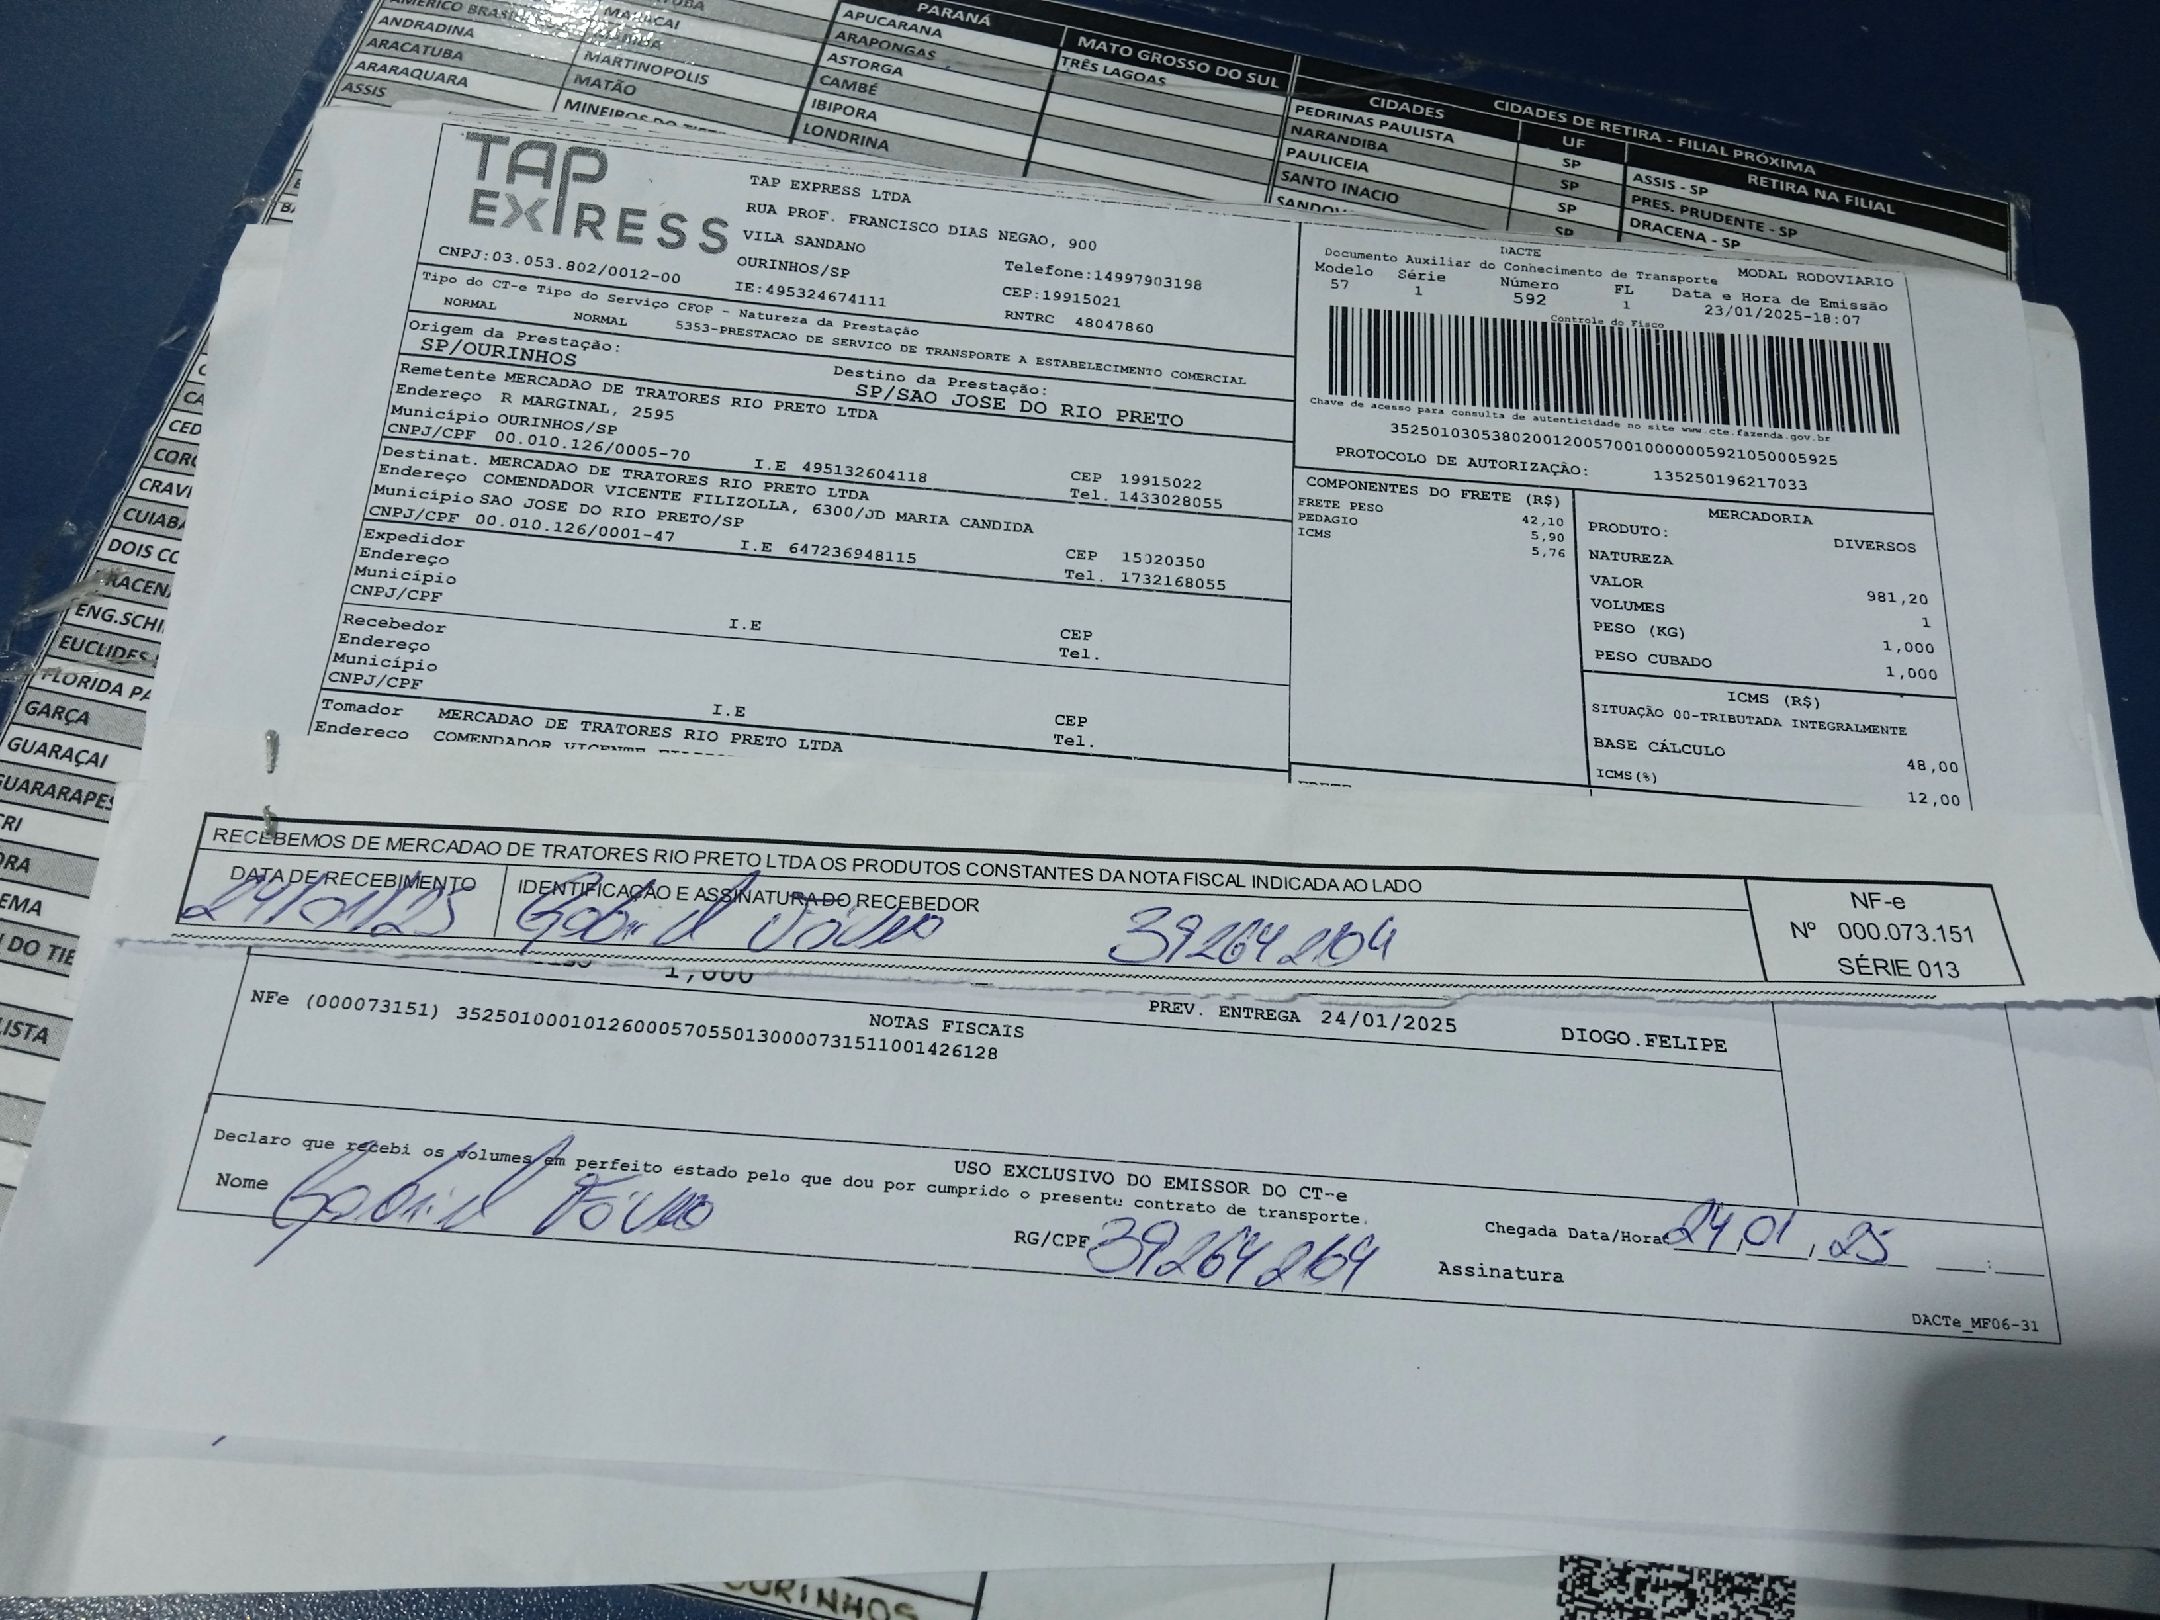 PARANÁ
MATO GROSSO DO SUL
CIDADES DE RETIRA - FILIAL PRÓXIMA
CIDADES
UF
RETIRA NA FILIAL
ANDRADINA
ARACATUBA
ARARAQUARA
ASSIS
MARACAI
MARTINOPOLIS
MATÃO
APUCARANA
ARAPONGAS
ASTORGA
CAMBÉ
IBIPORA
LONDRINA
TRÊS LAGOAS
PEDRINAS PAULISTA SP ASSIS - SP
NARANDIBA SP PRES. PRUDENTE - SP
PAULICEIA SP DRACENA - SP
SANTO INACIO SP
TAP EXPRESS
TAP EXPRESS LTDA
RUA PROF. FRANCISCO DIAS NEGAO, 900
VILA SANDANO
OURINHOS/SP Telefone:14997903198
CNPJ:03.053.802/0012-00 IE:495324674111 CEP:19915021
RNTRC 48047860
Tipo do CT-e Tipo do Serviço CFOP - Natureza da Prestação
NORMAL NORMAL 5353-PRESTACAO DE SERVICO DE TRANSPORTE A ESTABELECIMENTO COMERCIAL
Origem da Prestação: Destino da Prestação:
SP/OURINHOS SP/SAO JOSE DO RIO PRETO
Remetente MERCADAO DE TRATORES RIO PRETO LTDA
Endereço R MARGINAL, 2595
Município OURINHOS/SP CEP 19915022
CNPJ/CPF 00.010.126/0005-70 I.E 495132604118 Tel. 1433028055
Destinat. MERCADAO DE TRATORES RIO PRETO LTDA
Endereço COMENDADOR VICENTE FILIZOLLA, 6300/JD MARIA CANDIDA
Município SAO JOSE DO RIO PRETO/SP CEP 15020350
CNPJ/CPF 00.010.126/0001-47 I.E 647236948115 Tel. 1732168055
Expedidor
Endereço
Município CEP
CNPJ/CPF I.E Tel.
Recebedor
Endereço
Município CEP
CNPJ/CPF I.E Tel.
Tomador MERCADAO DE TRATORES RIO PRETO LTDA
Endereco COMENDADOR VICENTE
DACTE
Documento Auxiliar do Conhecimento de Transporte MODAL RODOVIARIO
Modelo Série Número FL Data e Hora de Emissão
57 1 592 1 23/01/2025-18:07
Controle do Fisco
Chave de acesso para consulta de autenticidade no site www.cte.fazenda.gov.br
35250103053802001200570010000005921050005925
PROTOCOLO DE AUTORIZAÇÃO: 135250196217033
COMPONENTES DO FRETE (R$)
FRETE PESO 42,10
PEDAGIO 5,90
ICMS 5,76
MERCADORIA
PRODUTO: DIVERSOS
NATUREZA
VALOR 981,20
VOLUMES 1
PESO (KG) 1,000
PESO CUBADO 1,000
ICMS (R$)
SITUAÇÃO 00-TRIBUTADA INTEGRALMENTE
BASE CÁLCULO 48,00
ICMS(%) 12,00
RECEBEMOS DE MERCADAO DE TRATORES RIO PRETO LTDA OS PRODUTOS CONSTANTES DA NOTA FISCAL INDICADA AO LADO
DATA DE RECEBIMENTO IDENTIFICAÇÃO E ASSINATURA DO RECEBEDOR
24/01/25 Gabriel 39264264
NF-e
Nº 000.073.151
SÉRIE 013
1,000
NOTAS FISCAIS PREV. ENTREGA 24/01/2025 DIOGO.FELIPE
NFe (000073151) 35250100010126000570550130000731511001426128
USO EXCLUSIVO DO EMISSOR DO CT-e
Declaro que recebi os volumes em perfeito estado pelo que dou por cumprido o presente contrato de transporte.
Nome Gabriel RG/CPF 39264264 Chegada Data/Hora 24/01/25
Assinatura
DACTe_MF06-31
GARÇA
GUARAÇAI
GUARARAPES
OURINHOS